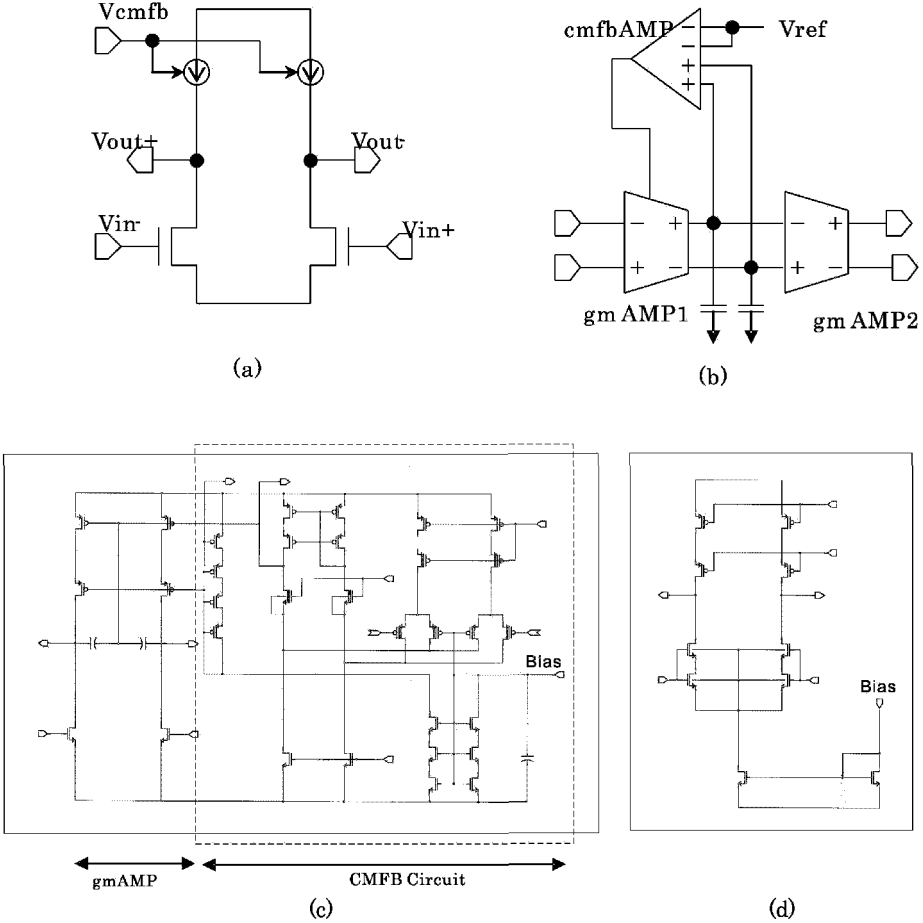 Vcmfb
Vout+
Vout-
Vin-
Vin+
(a)
cmfbAMP
Vref
gm AMP1
gm AMP2
(b)
Bias
gmAMP
CMFB Circuit
(c)
Bias
(d)